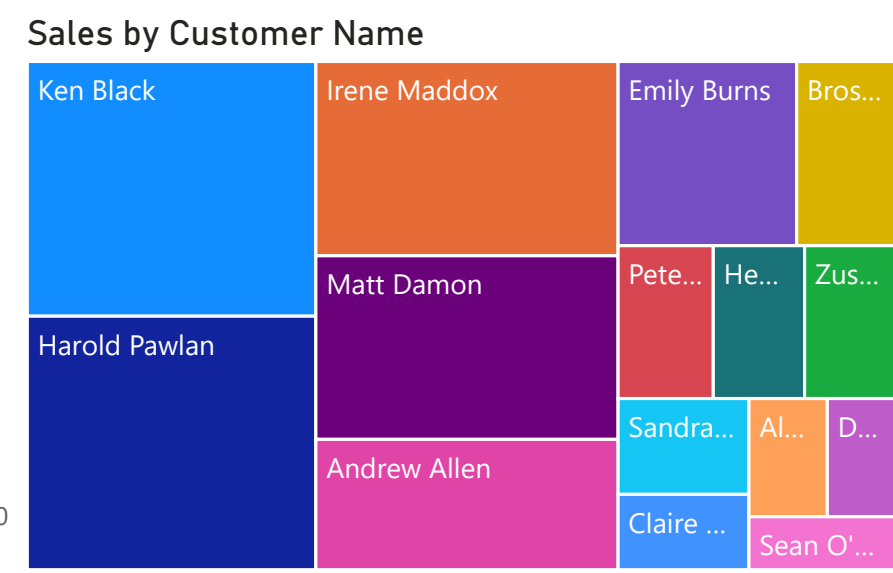 Sales by Customer Name
Ken Black
Irene Maddox
Emily Burns
Bros...
Matt Damon
Pete...
He...
Zus...
Harold Pawlan
Andrew Allen
Sandra...
Al...
D...
0
Claire ...
Sean O'...